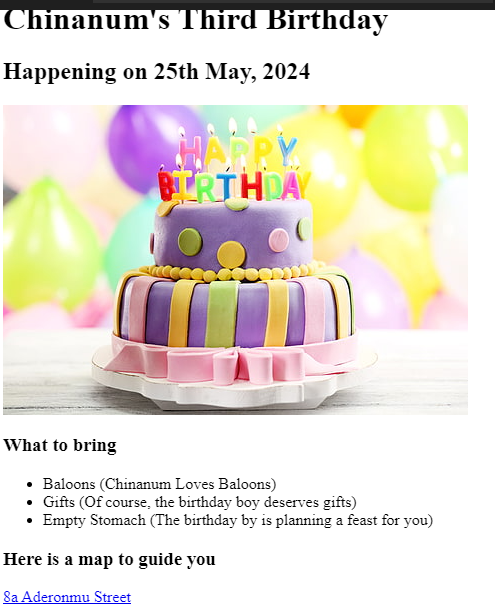 Chinanum's Third Birthday
Happening on 25th May, 2024
HAPPY
BIRTHDAY
What to bring
Baloons (Chinanum Loves Baloons)
Gifts (Of course, the birthday boy deserves gifts)
Empty Stomach (The birthday by is planning a feast for you)
Here is a map to guide you
8a Aderonmu Street